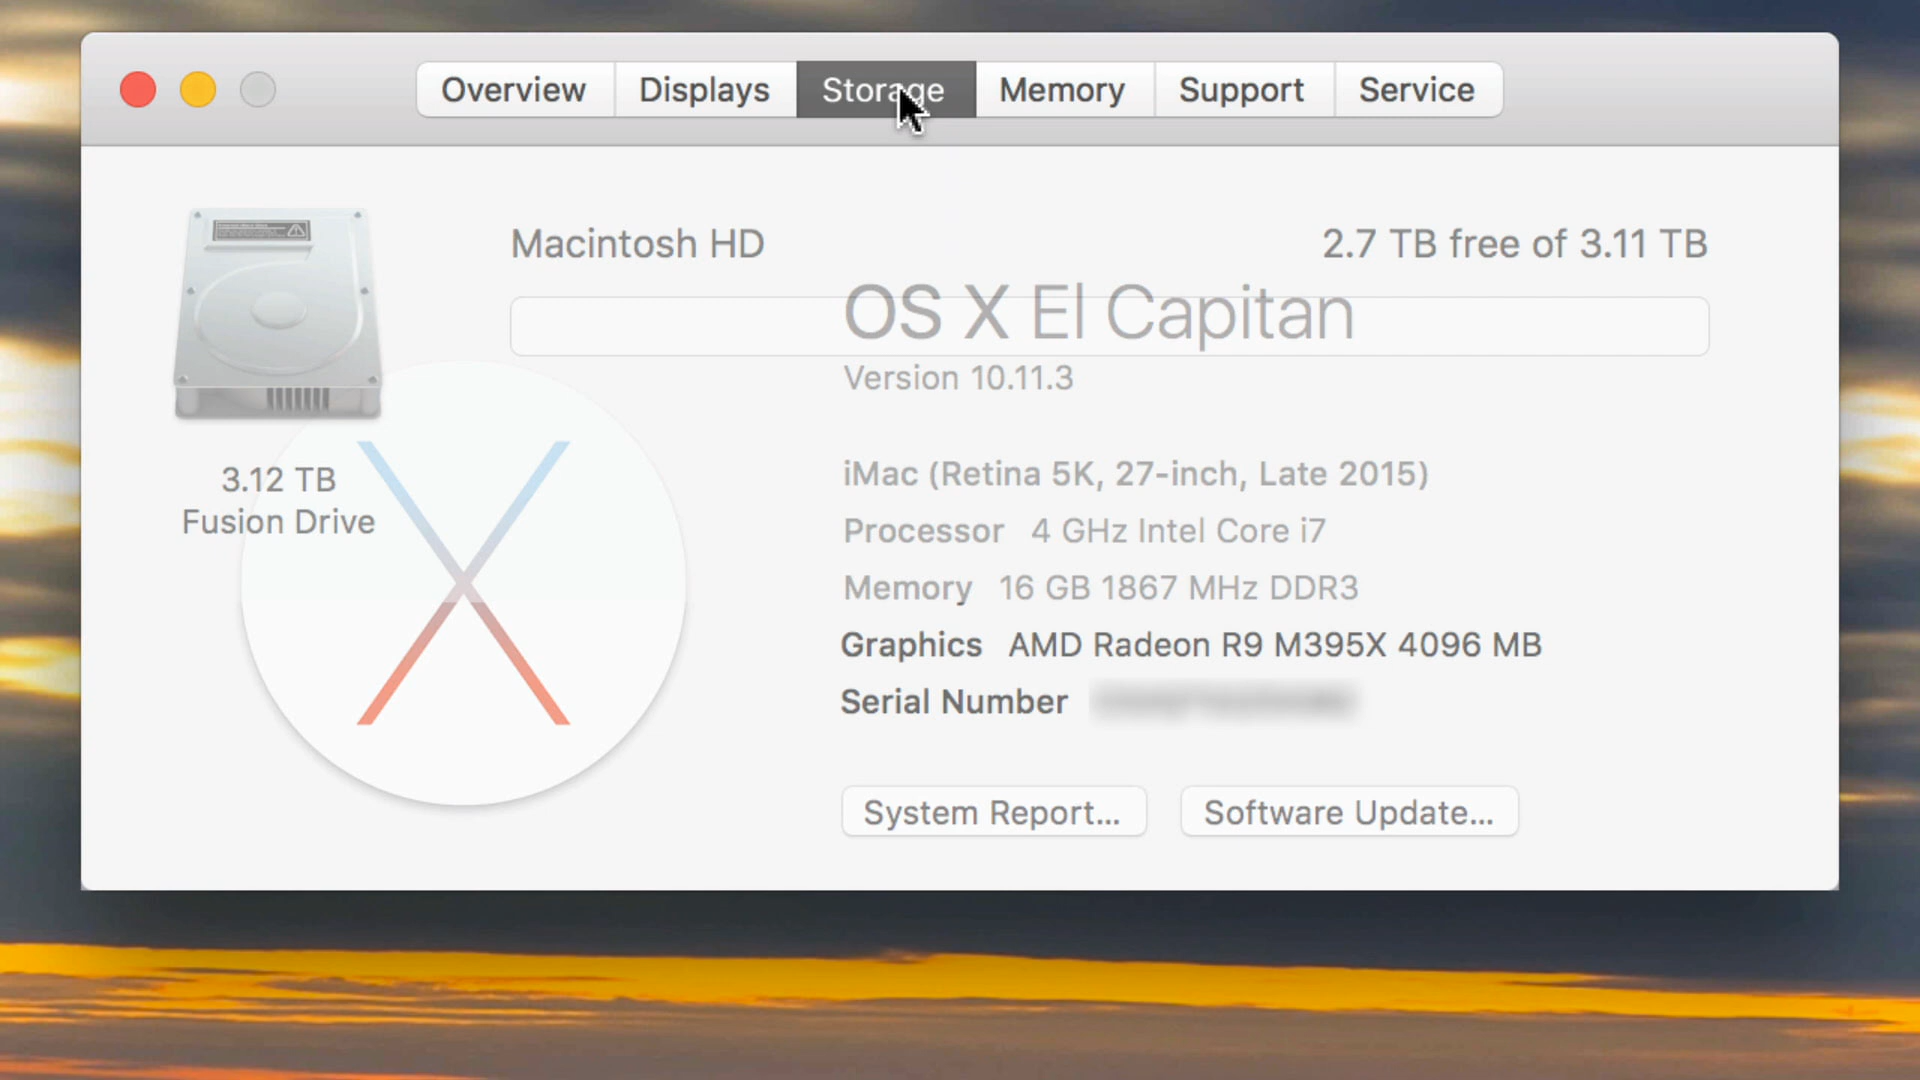 Overview Displays Storage Memory Support Service
Macintosh HD 2.7 TB free of 3.11 TB
OS X El Capitan
Version 10.11.3
3.12 TB
Fusion Drive
iMac (Retina 5K, 27-inch, Late 2015)
Processor 4 GHz Intel Core i7
Memory 16 GB 1867 MHz DDR3
Graphics AMD Radeon R9 M395X 4096 MB
Serial Number
System Report...
Software Update...